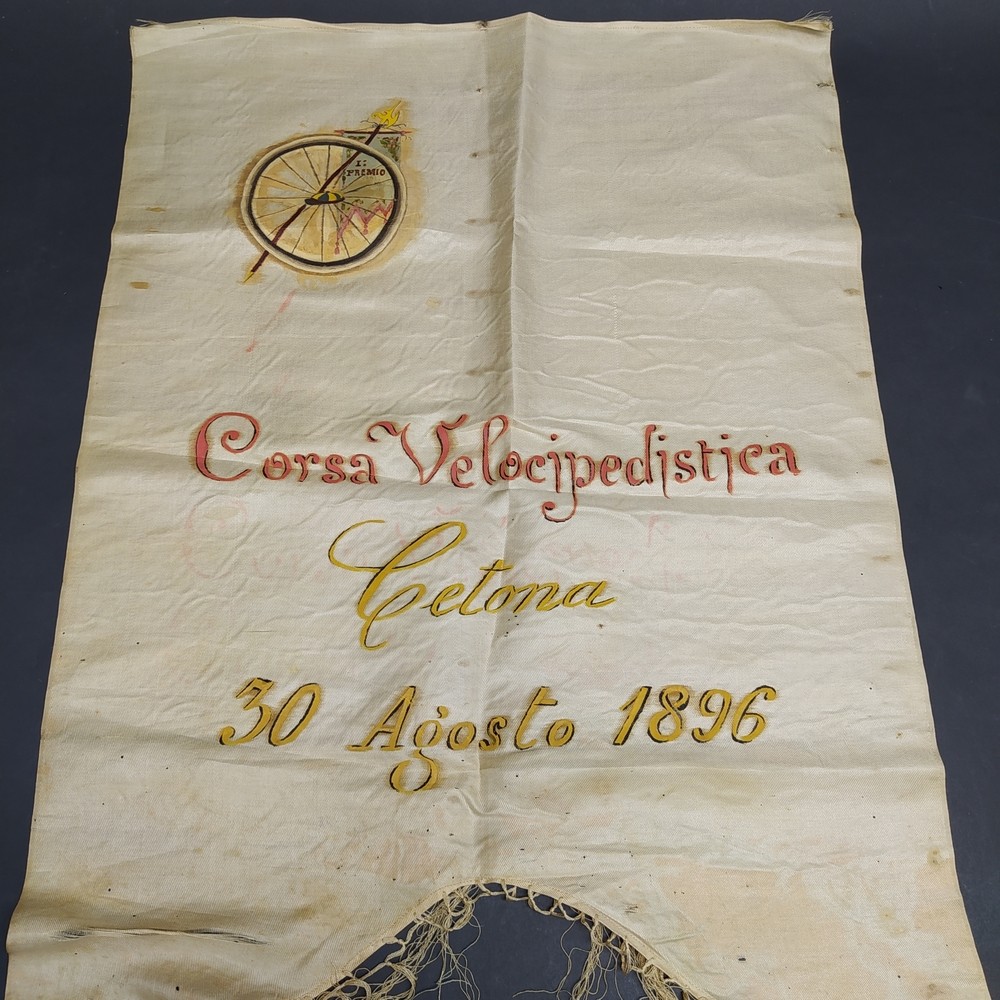 I:
PREMIO
Corsa Velocipedistica
Cetona
30 Agosto 1896